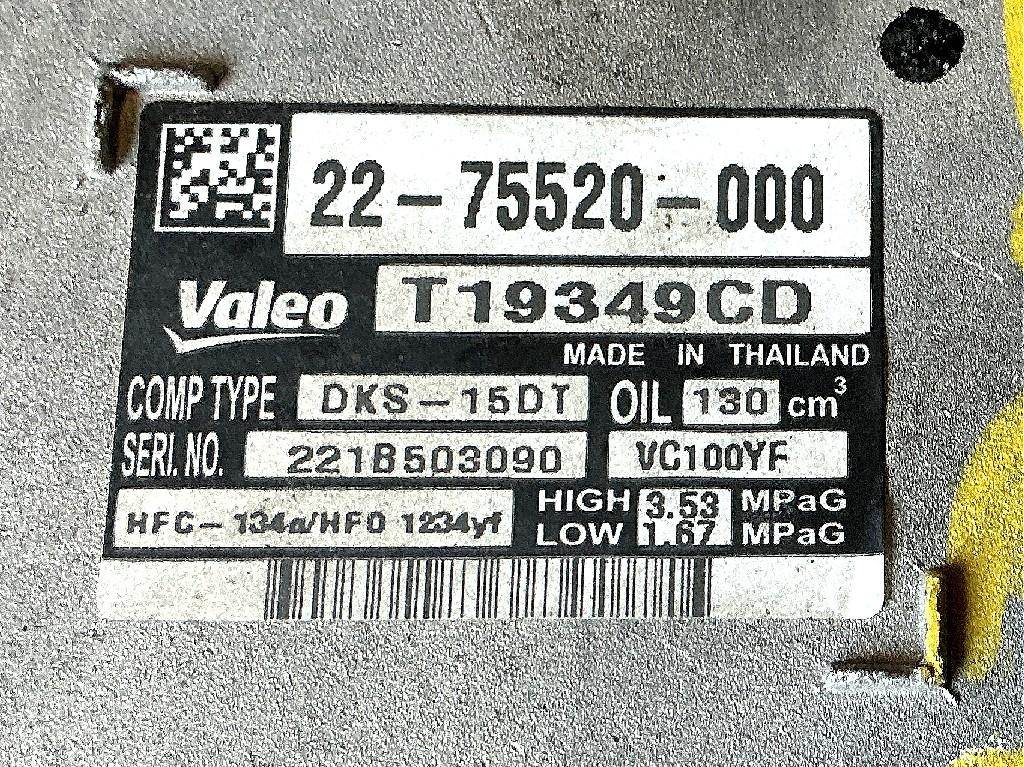 22-75520-000
Valeo T19349CD
MADE IN THAILAND
COMP TYPE DKS-15DT OIL 130 cm³
SERI. NO. 221B503090 VC100YF
HFC-134a/HFO 1234yf HIGH 3.53 MPaG
LOW 1.67 MPaG